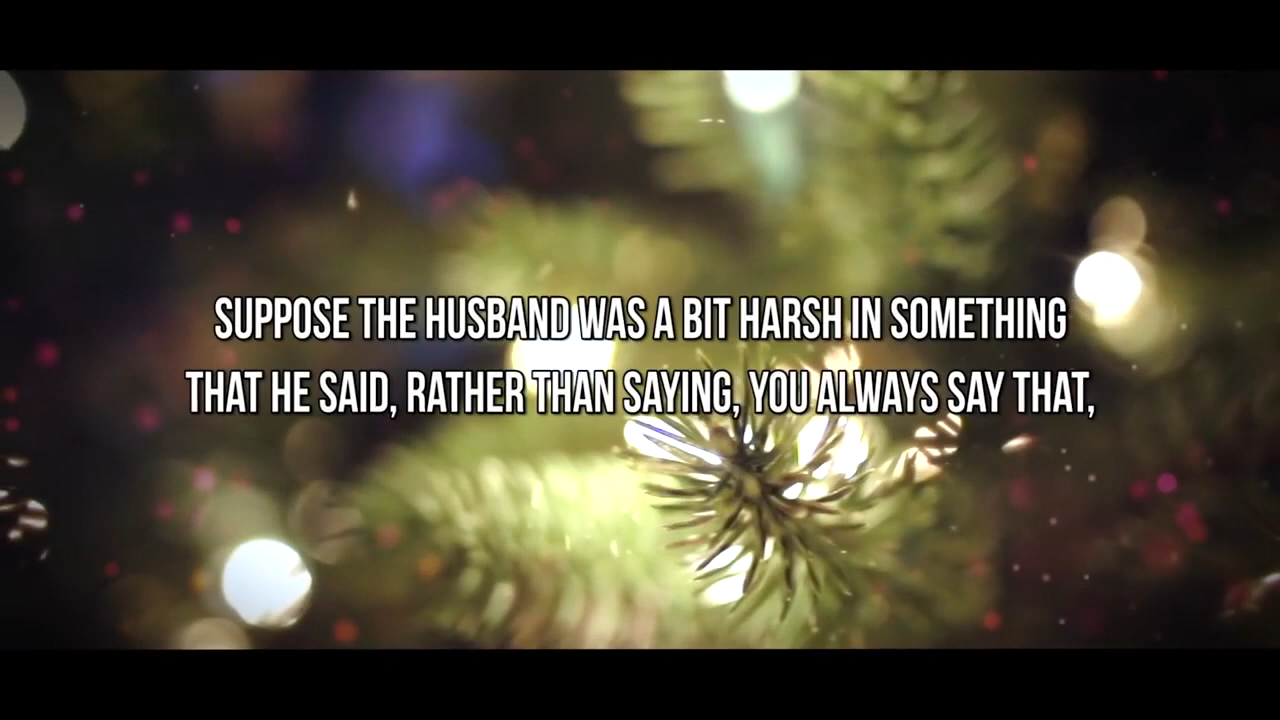 SUPPOSE THE HUSBAND WAS A BIT HARSH IN SOMETHING
THAT HE SAID, RATHER THAN SAYING, YOU ALWAYS SAY THAT,